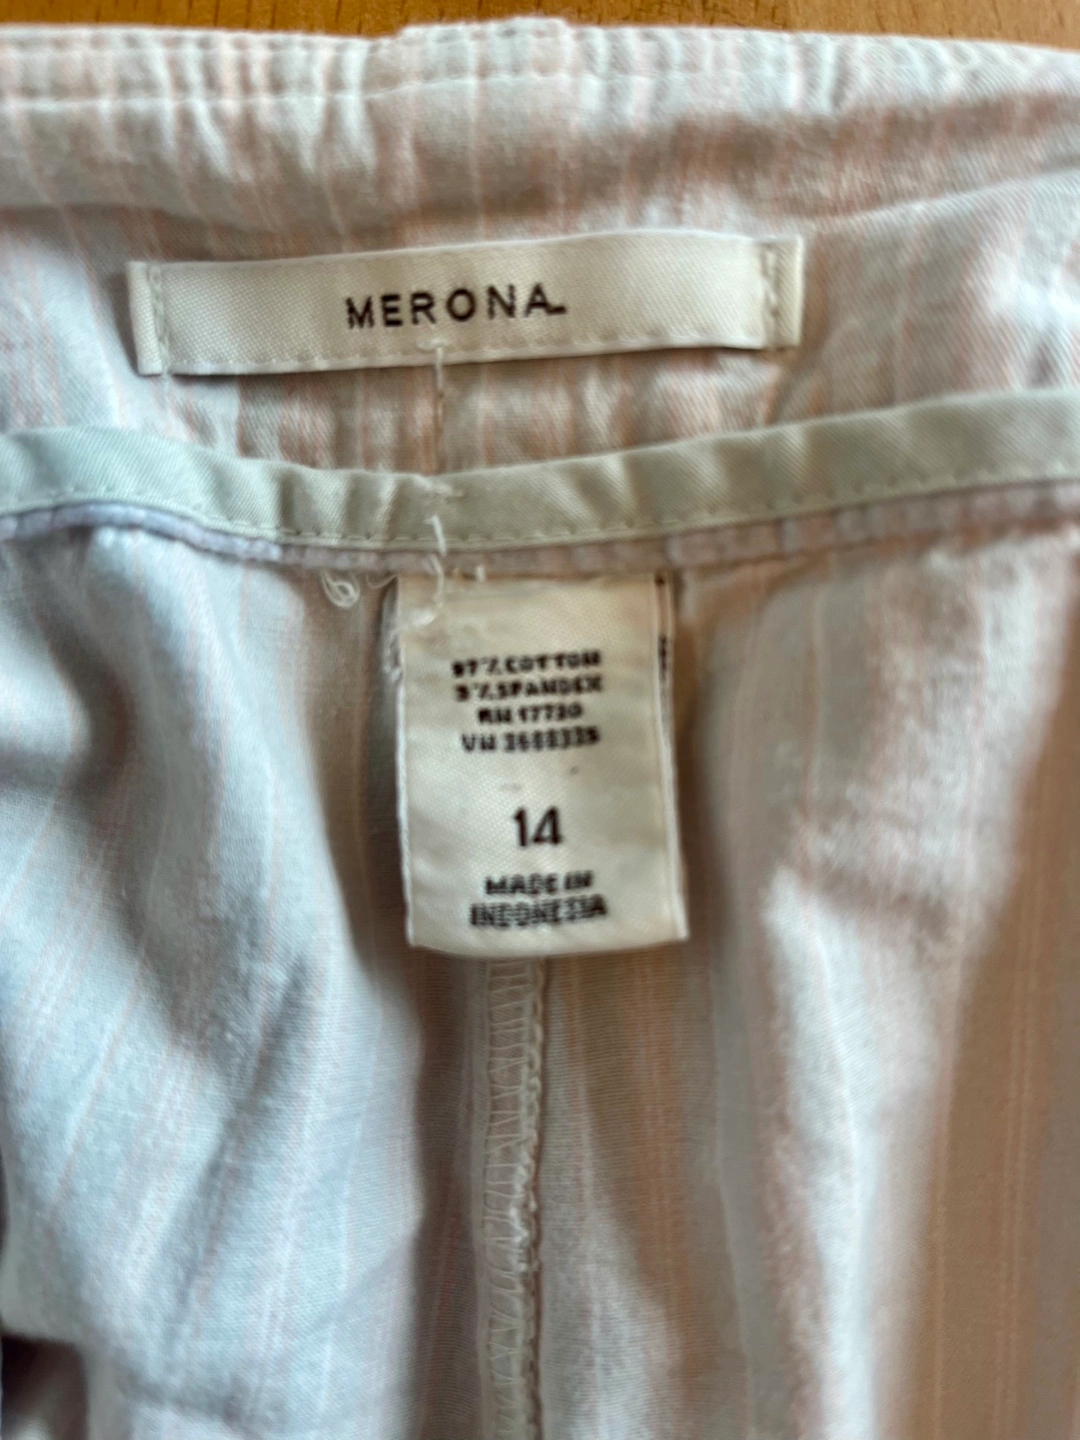 MERONA
97% COTTON
3% SPANDEX
RN 17730
14
MADE IN
INDONESIA